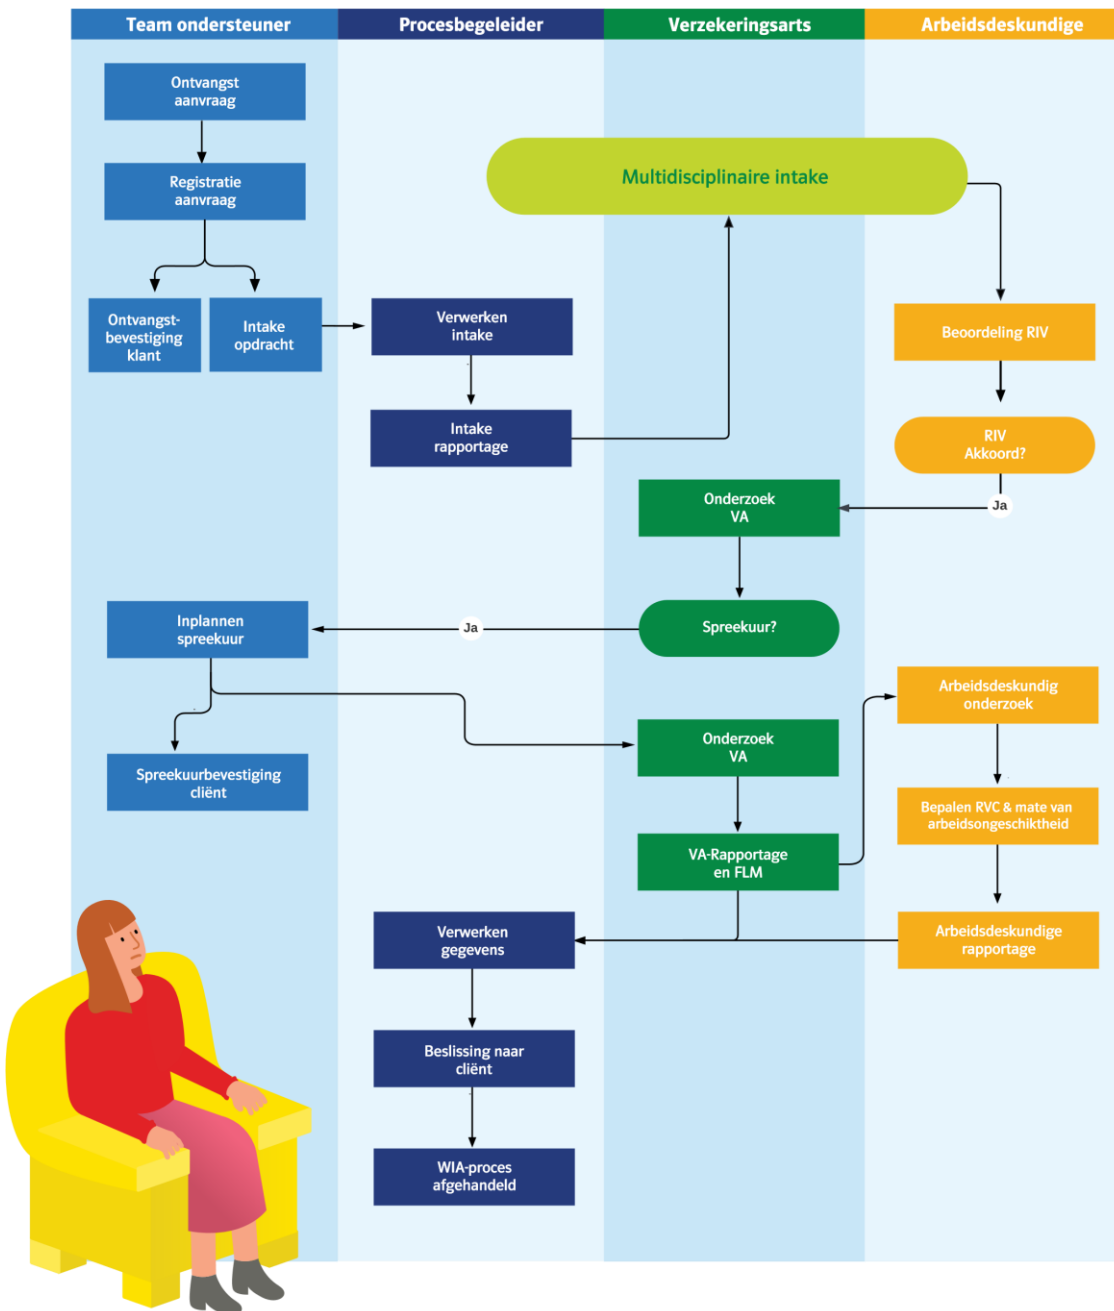 Team ondersteuner
Procesbegeleider
Verzekeringsarts
Arbeidsdeskundige
Ontvangst
aanvraag
Registratie
aanvraag
Multidisciplinaire intake
Ontvangst-
bevestiging
klant
Intake
opdracht
Verwerken
intake
Beoordeling RIV
Intake
rapportage
RIV
Akkoord?
Onderzoek
VA
Ja
Inplannen
spreekuur
Ja
Spreekuur?
Arbeidsdeskundig
onderzoek
Onderzoek
VA
Spreekuurbevestiging
cliënt
Bepalen RVC & mate van
arbeidsongeschiktheid
VA-Rapportage
en FLM
Verwerken
gegevens
Arbeidsdeskundige
rapportage
Beslissing naar
cliënt
WIA-proces
afgehandeld